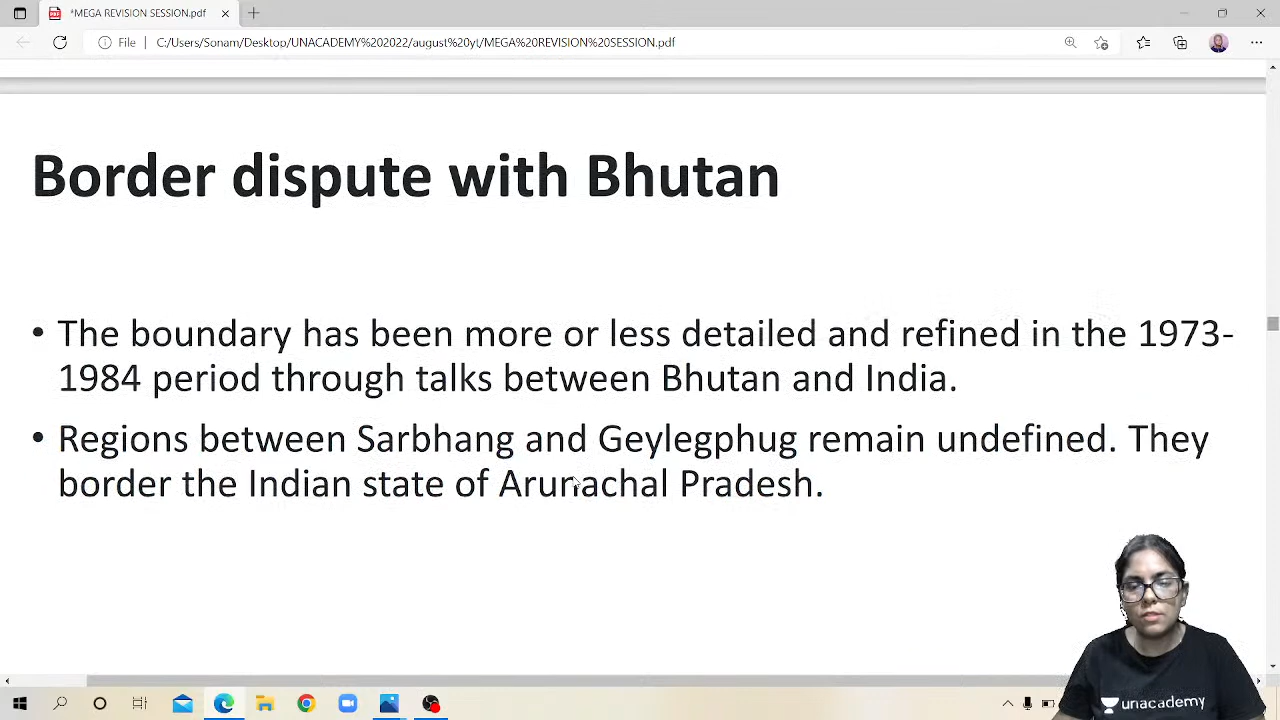 *MEGA REVISION SESSION.pdf
File
C:/Users/Sonam/Desktop/UNACADEMY%202022/august%20yt/MEGA%20REVISION%20SESSION.pdf
Border dispute with Bhutan
• The boundary has been more or less detailed and refined in the 1973-
1984 period through talks between Bhutan and India.
• Regions between Sarbhang and Geylegphug remain undefined. They
border the Indian state of Arunachal Pradesh.
unacademy